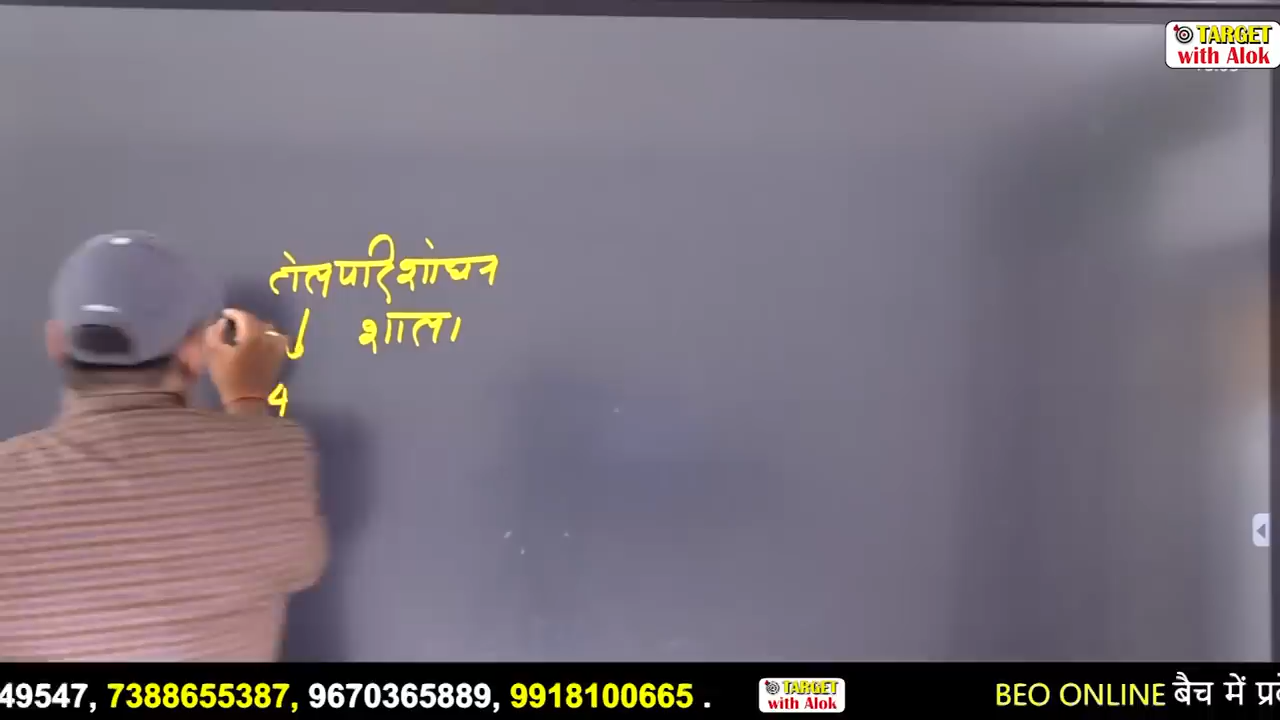 TARGET
with Alok
तेलपरिशोधन
शाला
4
49547, 7388655387, 9670365889, 9918100665 .
TARGET
with Alok
BEO ONLINE बैच में